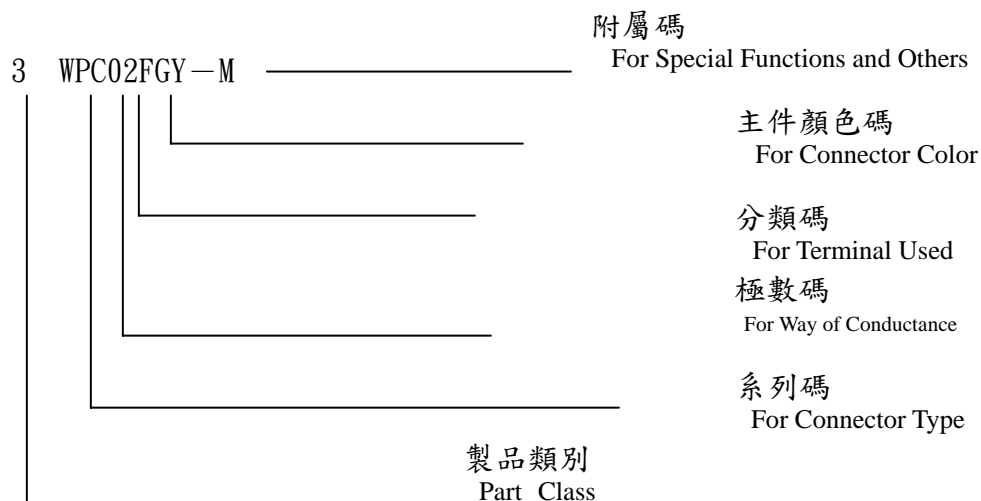 附屬碼
For Special Functions and Others
3 WPC02FGY－M
主件顏色碼
For Connector Color
分類碼
For Terminal Used
極數碼
For Way of Conductance
系列碼
For Connector Type
製品類別
Part Class